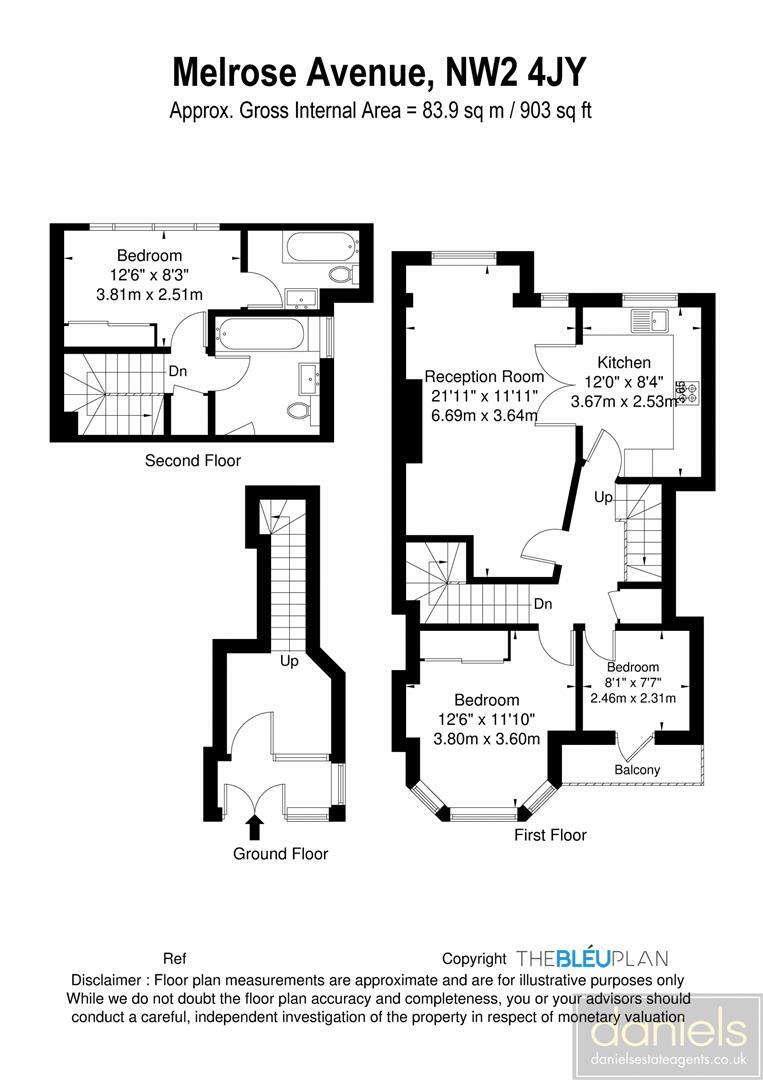 Melrose Avenue, NW2 4JY
Approx. Gross Internal Area = 83.9 sq m / 903 sq ft
Bedroom
12'6" x 8'3"
3.81m x 2.51m
Dn
Second Floor
Reception Room
21'11" x 11'11"
6.69m x 3.64m
Kitchen
12'0" x 8'4"
3.67m x 2.53m
3.65
Up
Dn
Up
Bedroom
12'6" x 11'10"
3.80m x 3.60m
Bedroom
8'1" x 7'7"
2.46m x 2.31m
Balcony
First Floor
Ground Floor
Ref
Copyright THEBLÉUPLAN
Disclaimer : Floor plan measurements are approximate and are for illustrative purposes only
While we do not doubt the floor plan accuracy and completeness, you or your advisors should
conduct a careful, independent investigation of the property in respect of monetary valuation
daniels
danielsestateagents.co.uk